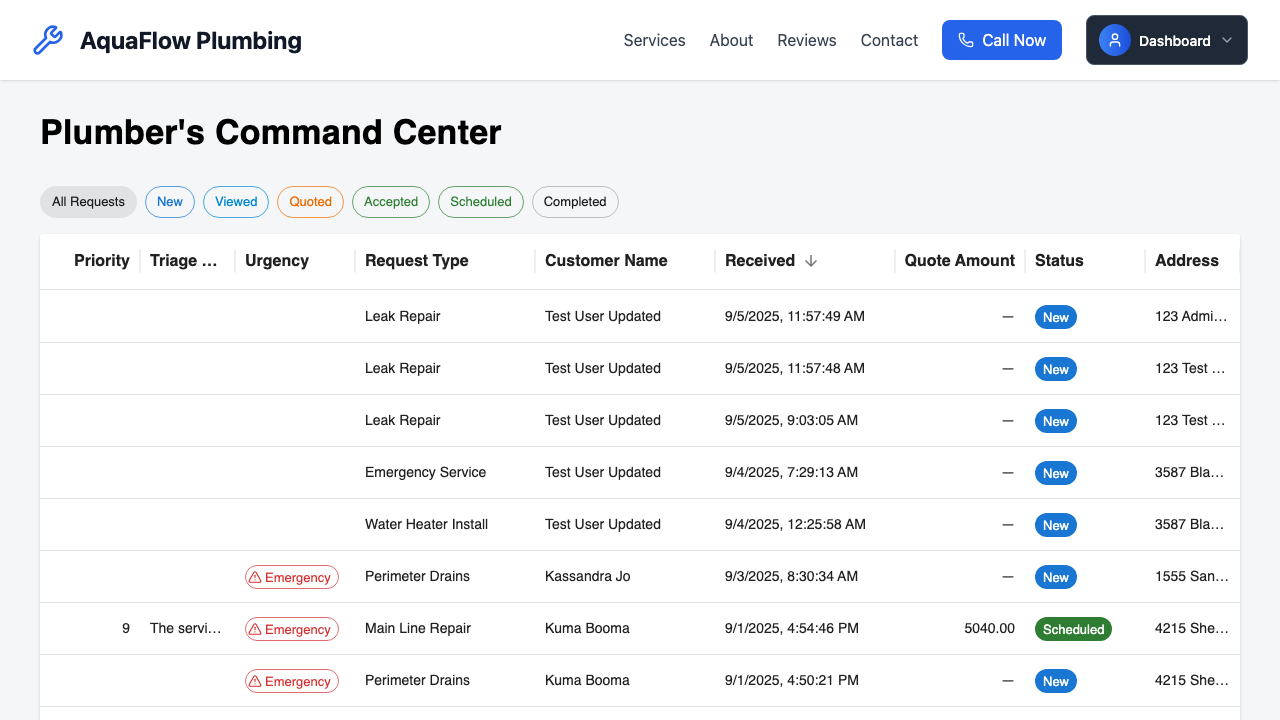 AquaFlow Plumbing Services About Reviews Contact Call Now Dashboard
Plumber's Command Center
All Requests New Viewed Quoted Accepted Scheduled Completed
Priority Triage ... Urgency Request Type Customer Name Received Quote Amount Status Address
Leak Repair Test User Updated 9/5/2025, 11:57:49 AM — New 123 Admi...
Leak Repair Test User Updated 9/5/2025, 11:57:48 AM — New 123 Test ...
Leak Repair Test User Updated 9/5/2025, 9:03:05 AM — New 123 Test ...
Emergency Service Test User Updated 9/4/2025, 7:29:13 AM — New 3587 Bla...
Water Heater Install Test User Updated 9/4/2025, 12:25:58 AM — New 3587 Bla...
Emergency Perimeter Drains Kassandra Jo 9/3/2025, 8:30:34 AM — New 1555 San...
9 The servi... Emergency Main Line Repair Kuma Booma 9/1/2025, 4:54:46 PM 5040.00 Scheduled 4215 She...
Emergency Perimeter Drains Kuma Booma 9/1/2025, 4:50:21 PM — New 4215 She...